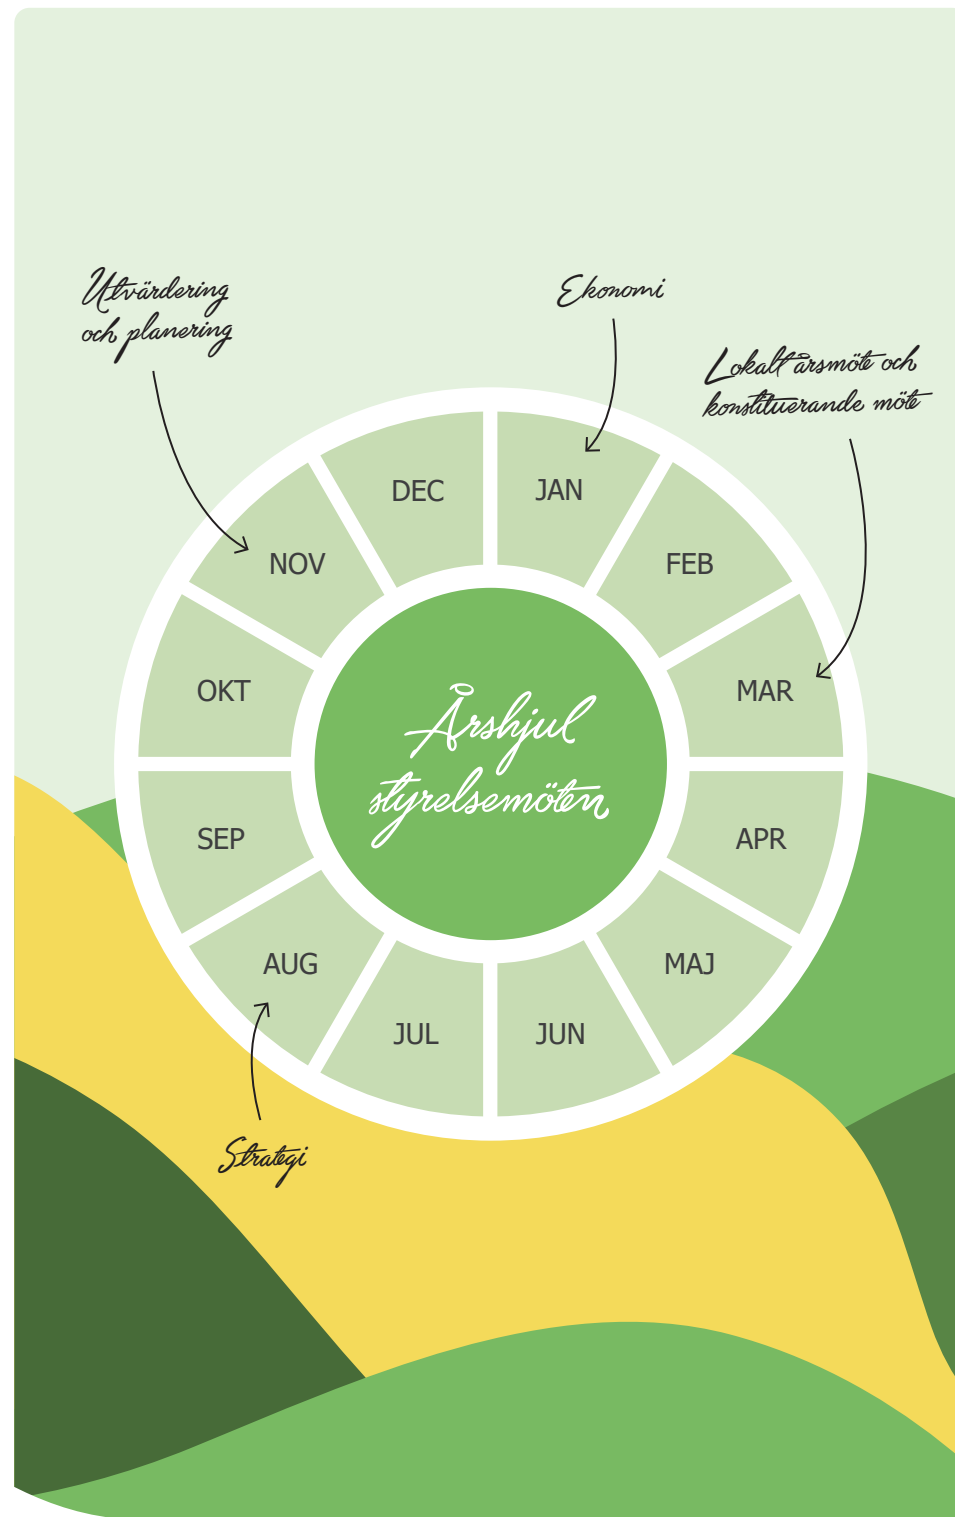 Utvärdering
och planering
Ekonomi
Lokalt årsmöte och
konstituerande möte
DEC
JAN
NOV
FEB
OKT
MAR
Årshjul
styrelsemöten
SEP
APR
AUG
MAJ
JUL
JUN
Strategi